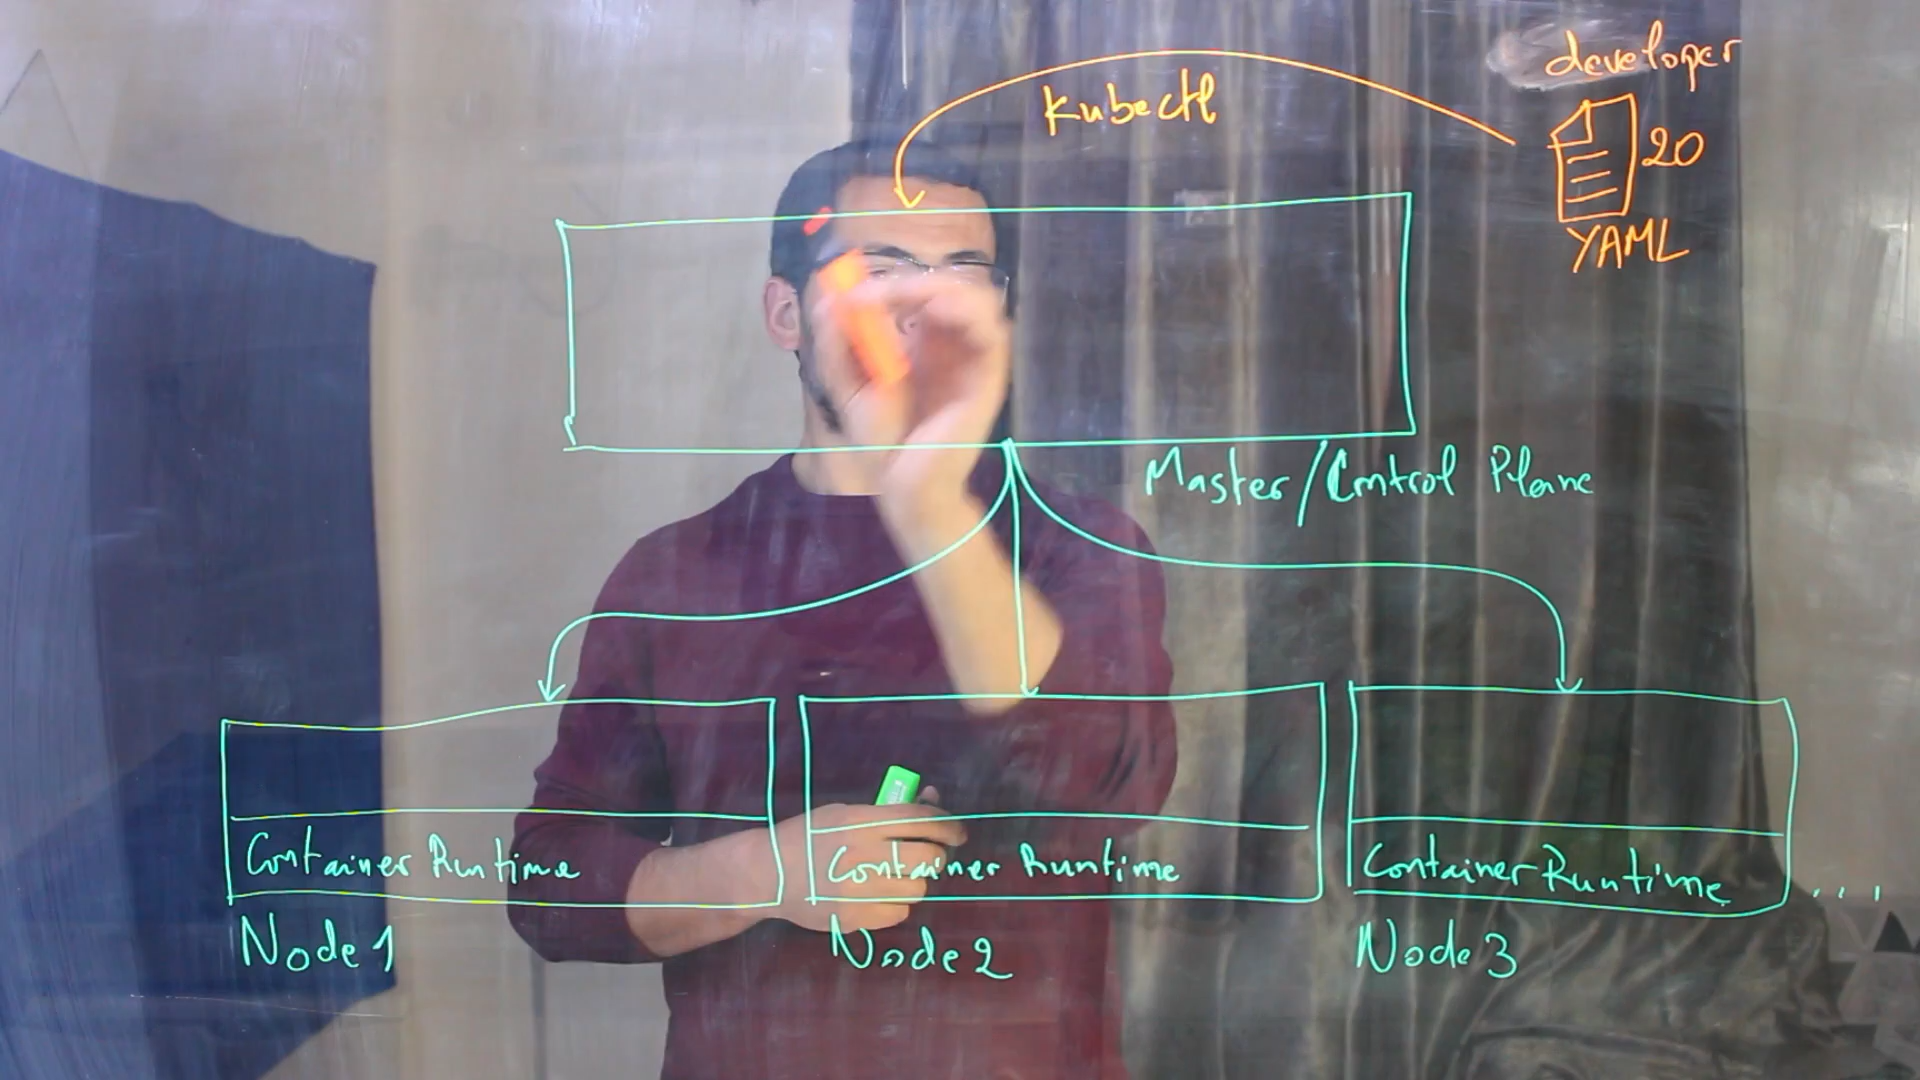 developer
kubectl
20
YAML
Master/Control Plane
Container Runtime
Container Runtime
Container Runtime
...
Node 1
Node 2
Node 3